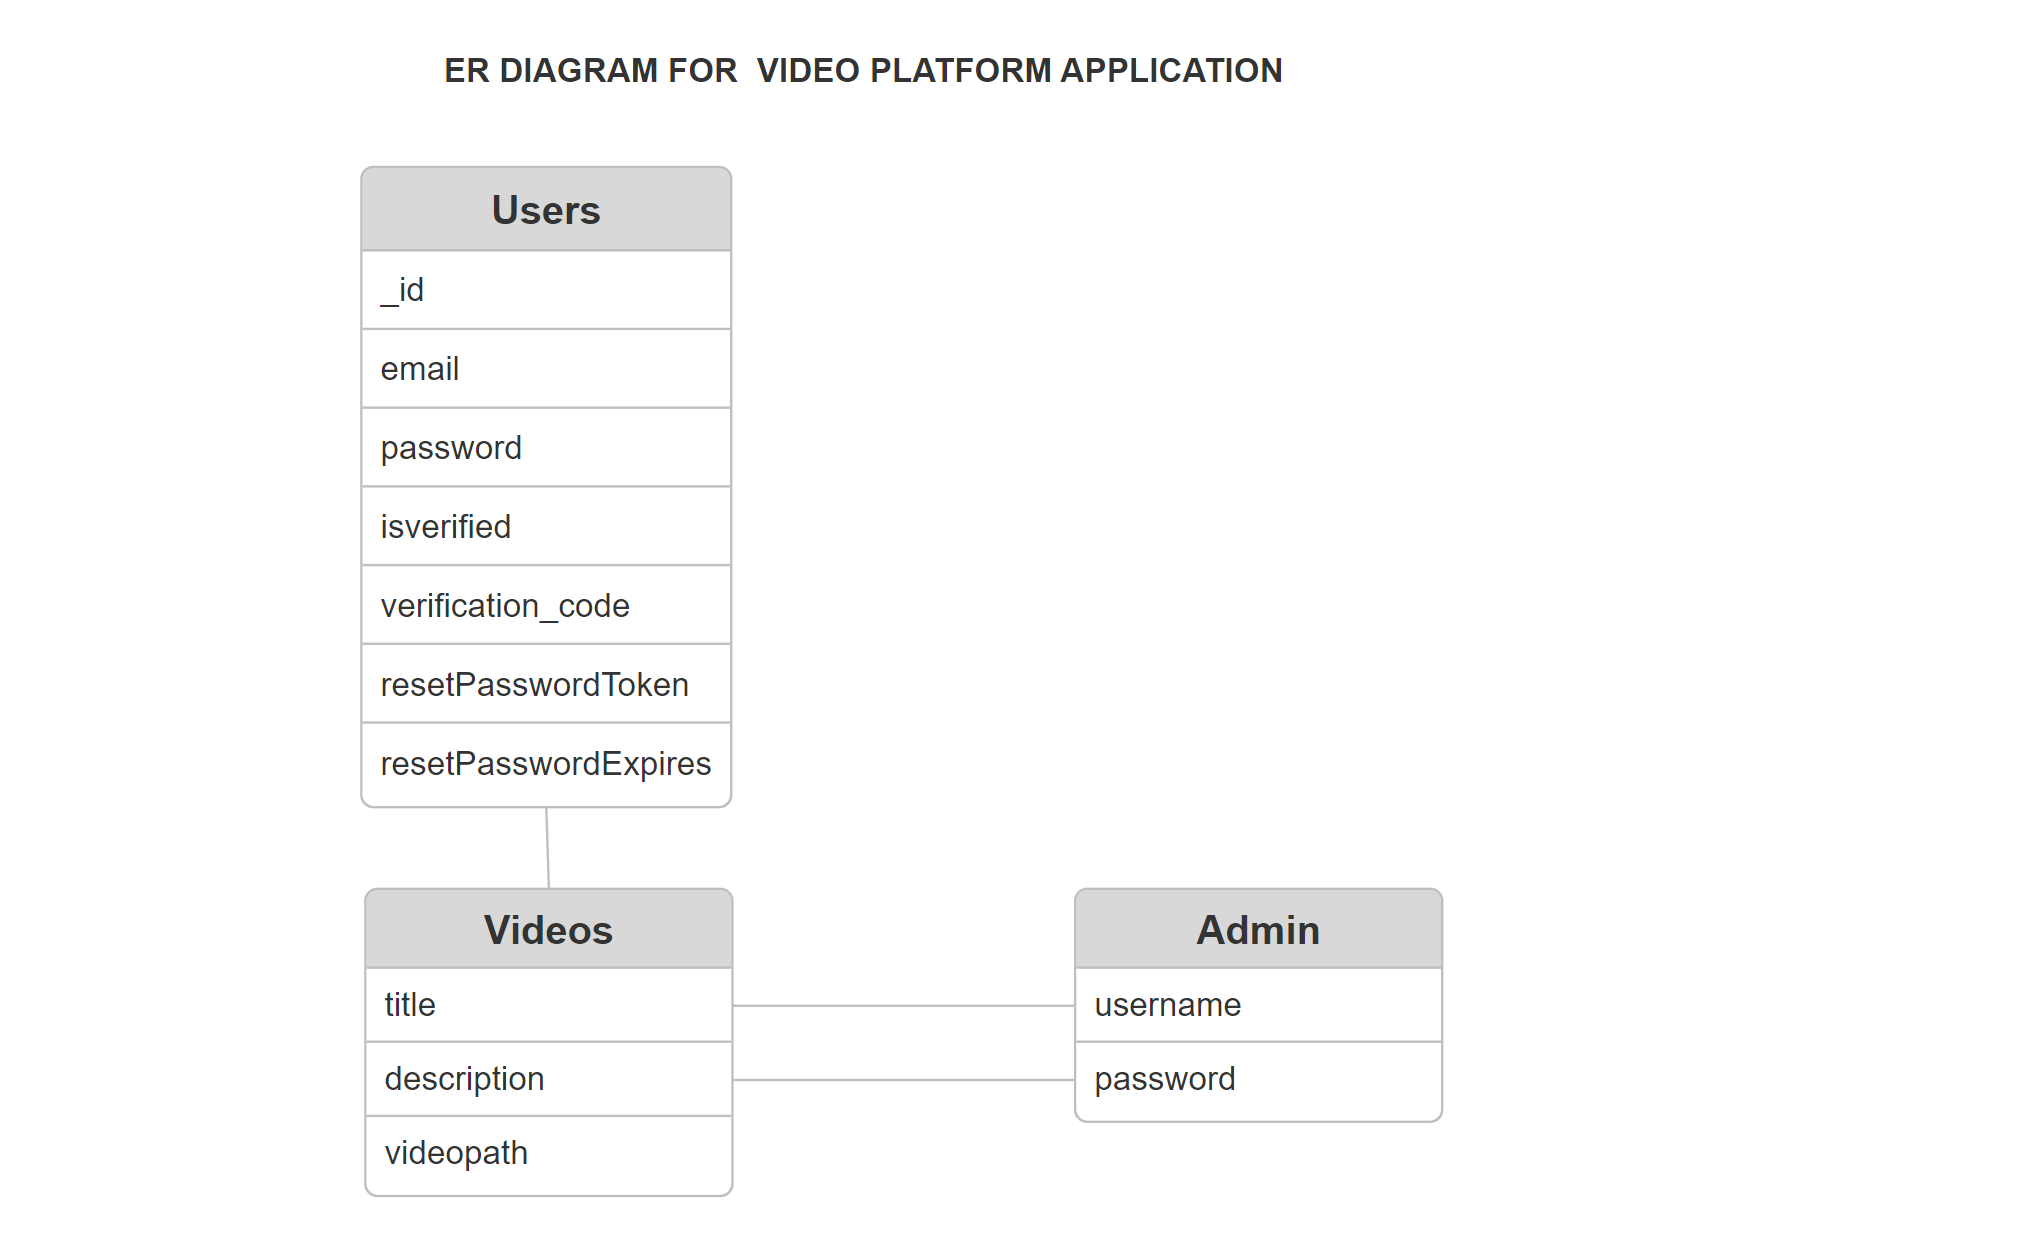 ER DIAGRAM FOR  VIDEO PLATFORM APPLICATION
Users
_id
email
password
isverified
verification_code
resetPasswordToken
resetPasswordExpires
Videos
title
description
videopath
Admin
username
password